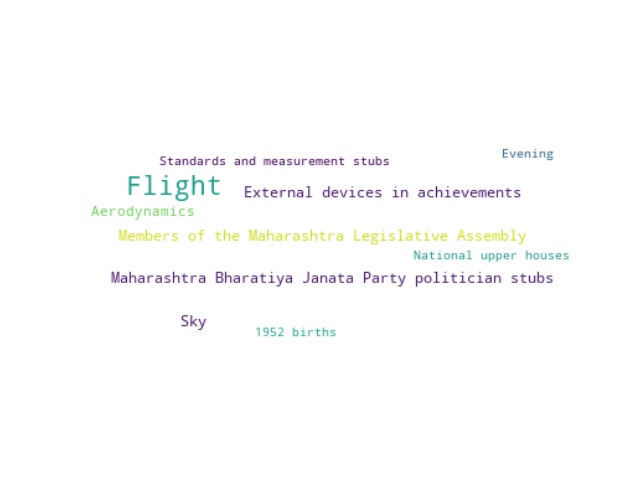 Evening
Standards and measurement stubs
Flight
External devices in achievements
Aerodynamics
Members of the Maharashtra Legislative Assembly
National upper houses
Maharashtra Bharatiya Janata Party politician stubs
Sky
1952 births